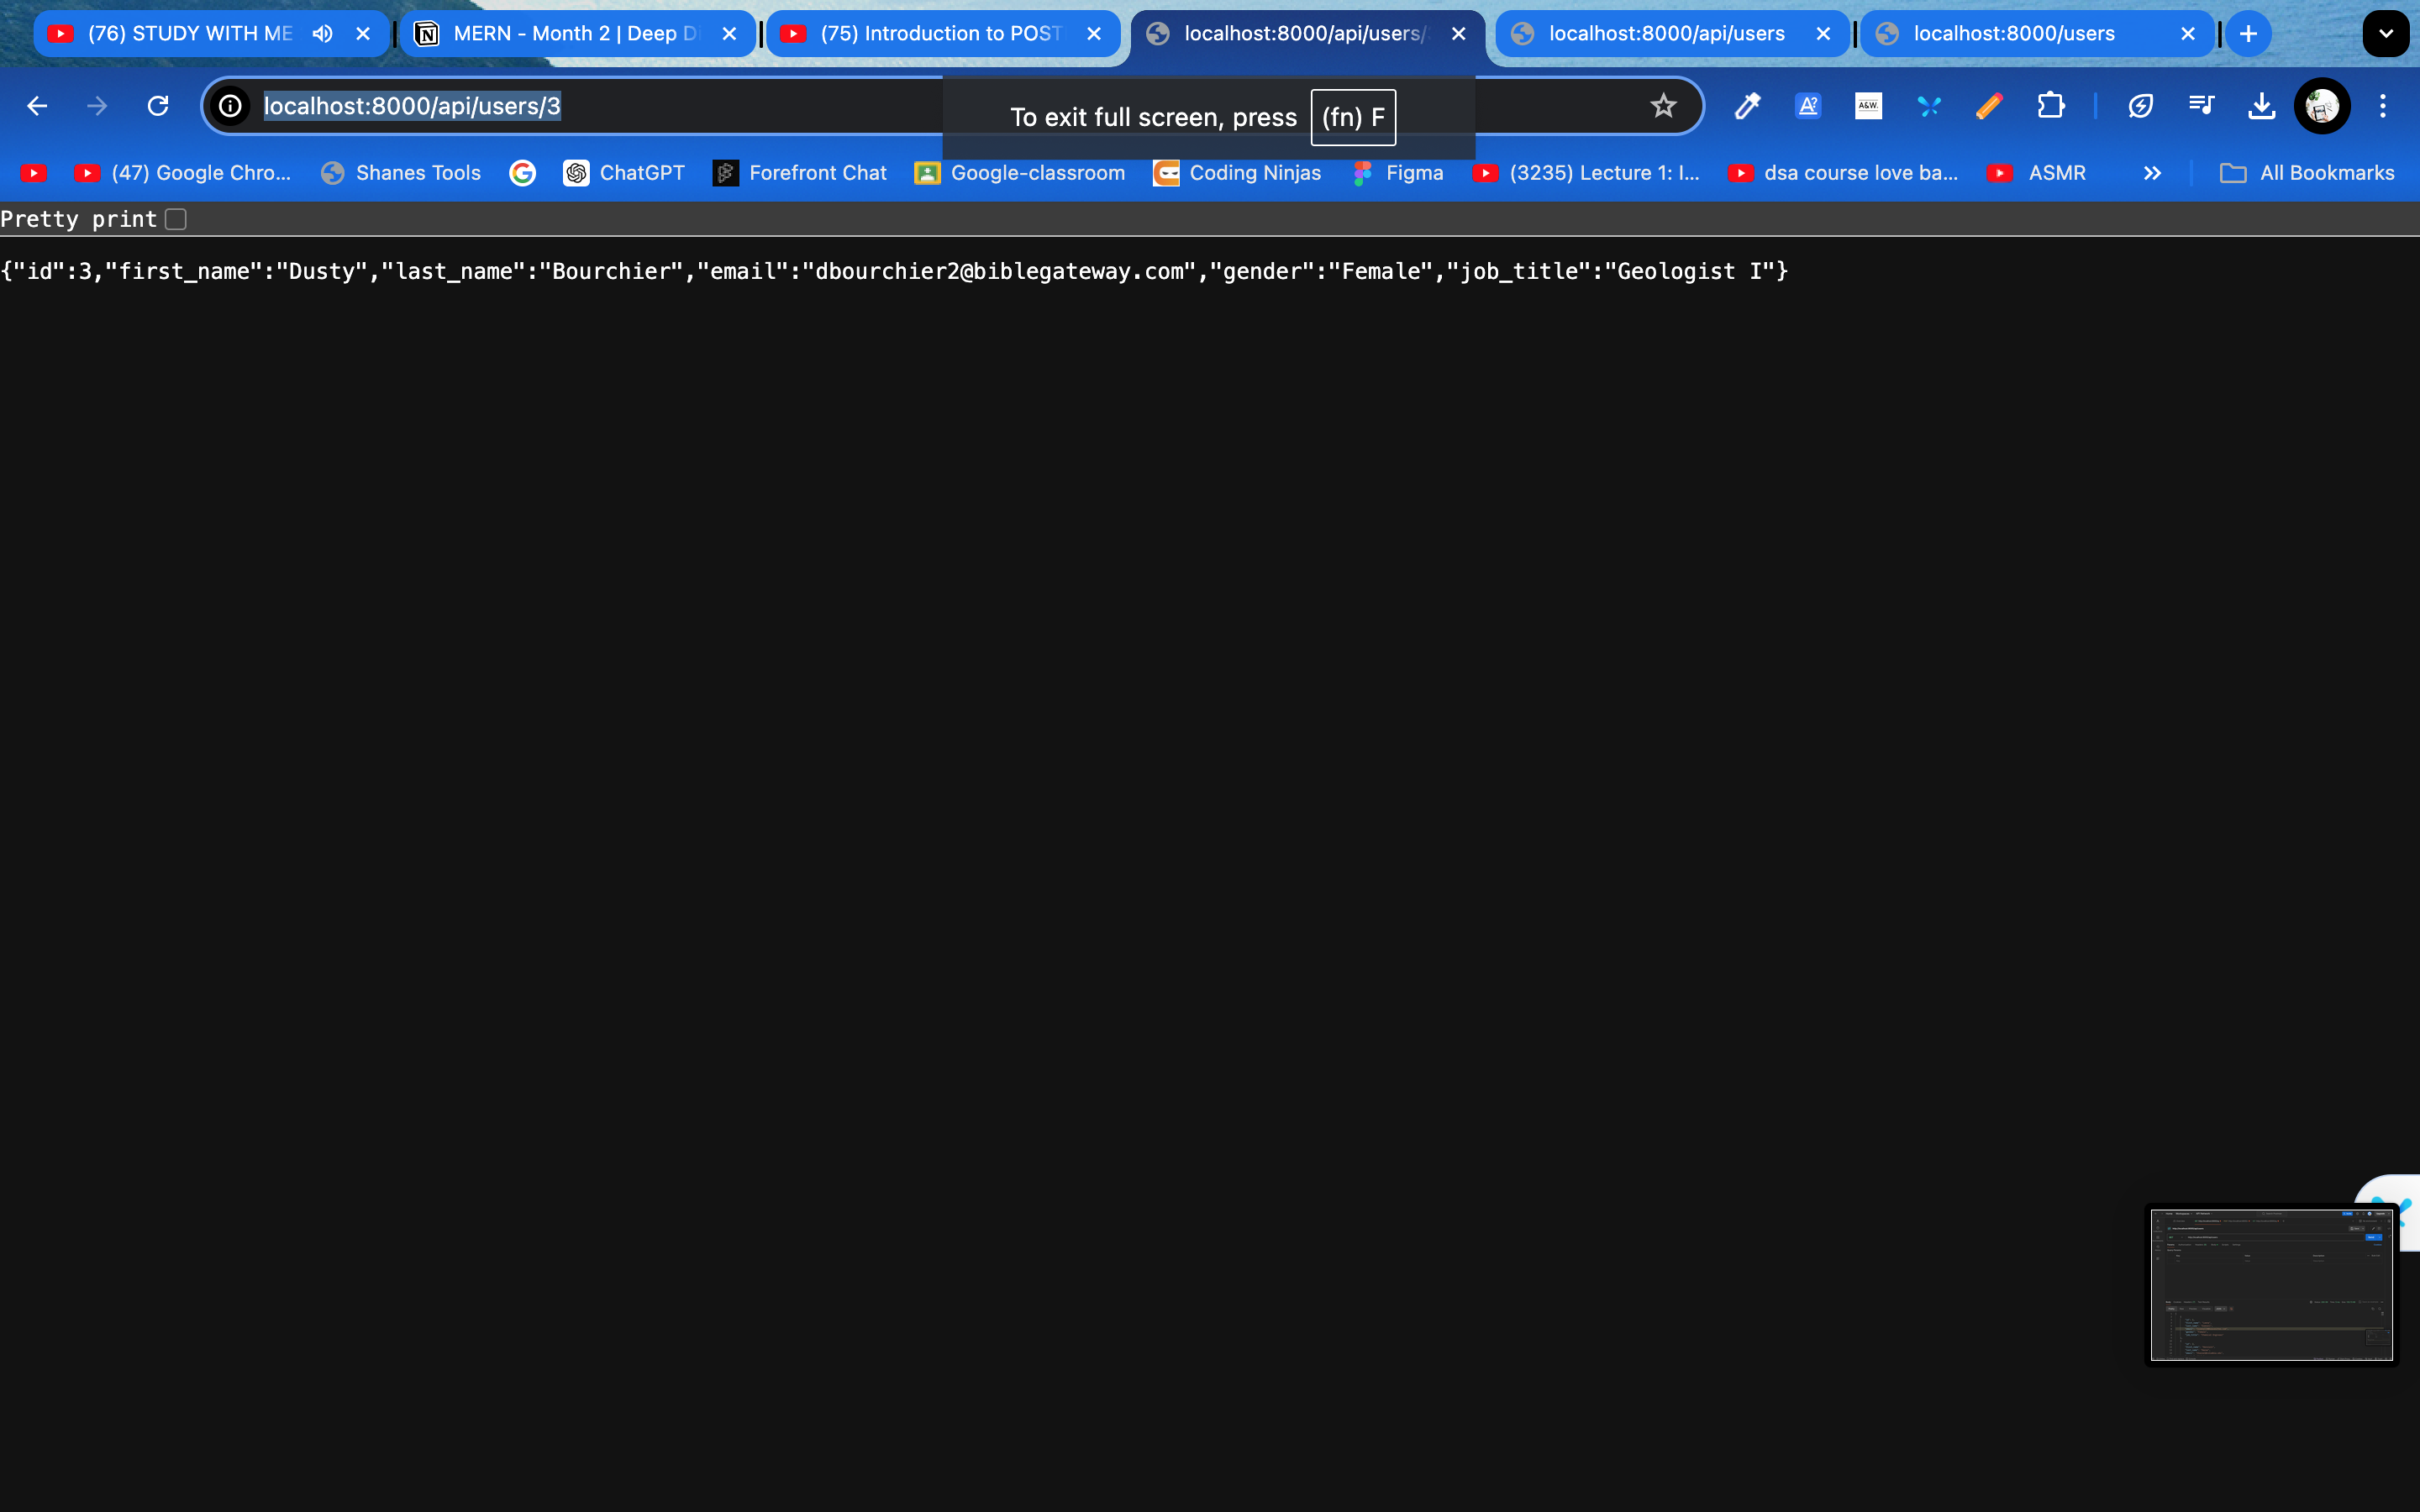 (76) STUDY WITH ME
MERN - Month 2 | Deep D
(75) Introduction to POST
localhost:8000/api/users/
localhost:8000/api/users
localhost:8000/users
localhost:8000/api/users/3
To exit full screen, press (fn) F
A&W.
(47) Google Chro...
Shanes Tools
ChatGPT
Forefront Chat
Google-classroom
Coding Ninjas
Figma
(3235) Lecture 1: I...
dsa course love ba...
ASMR
All Bookmarks
Pretty print
{"id":3,"first_name":"Dusty","last_name":"Bourchier","email":"dbourchier2@biblegateway.com","gender":"Female","job_title":"Geologist I"}